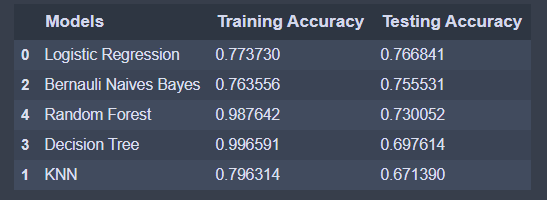 Models Training Accuracy Testing Accuracy
0 Logistic Regression 0.773730 0.766841
2 Bernauli Naives Bayes 0.763556 0.755531
4 Random Forest 0.987642 0.730052
3 Decision Tree 0.996591 0.697614
1 KNN 0.796314 0.671390